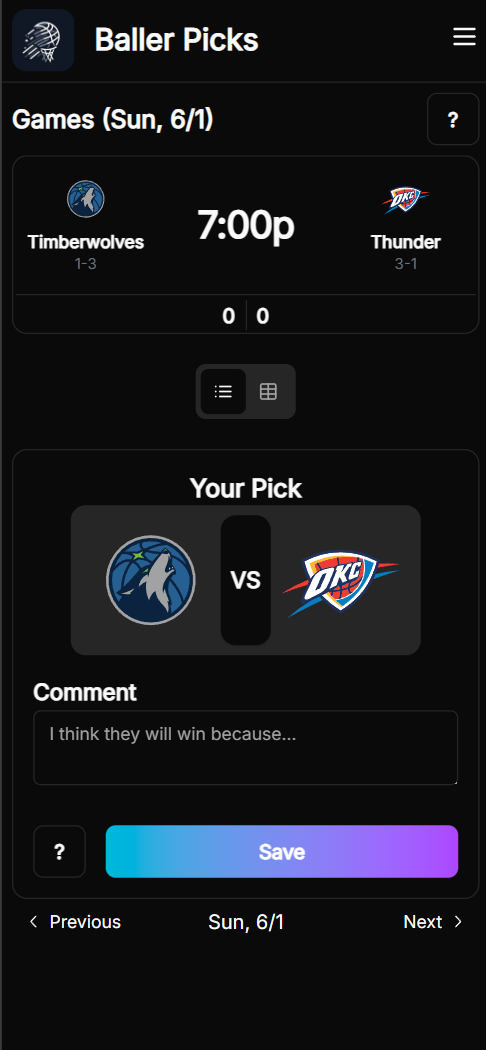 Baller Picks
Games (Sun, 6/1)
?
OKC
7:00p
Timberwolves
Thunder
1-3
3-1
0 0
Your Pick
VS
OKC
Comment
I think they will win because...
?
Save
Previous
Sun, 6/1
Next